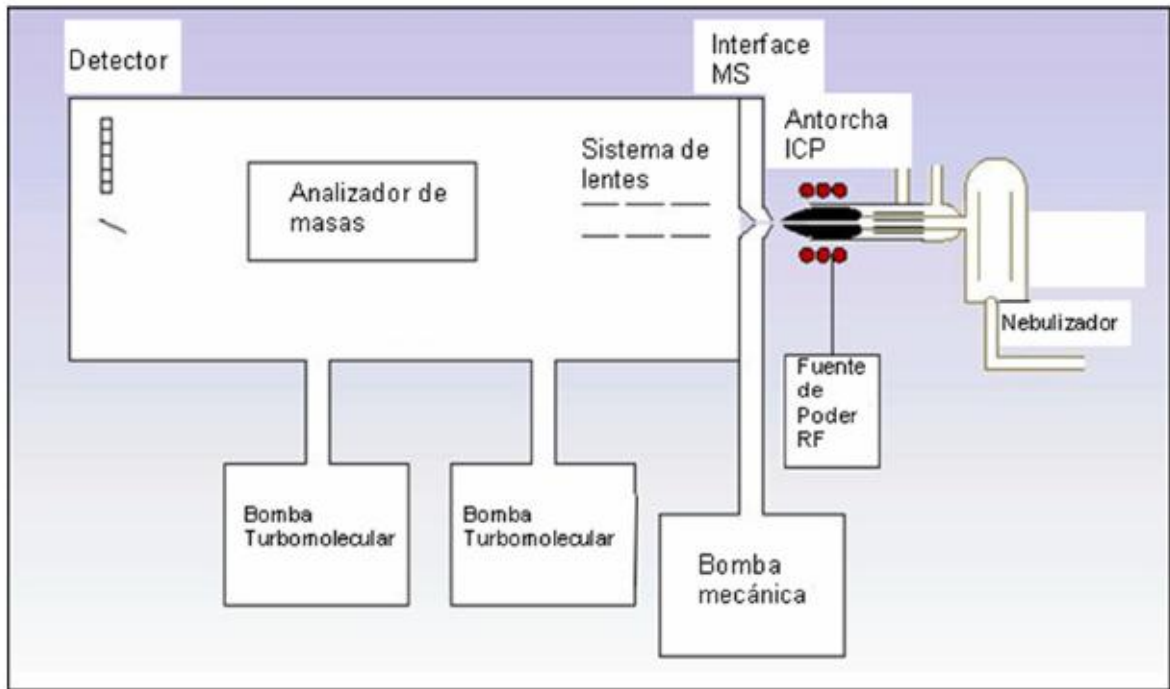 Detector
Interface
MS
Antorcha
ICP
Sistema de
lentes
Analizador de
masas
Nebulizador
Fuente
de
Poder
RF
Bomba
Turbomolecular
Bomba
Turbomolecular
Bomba
mecánica